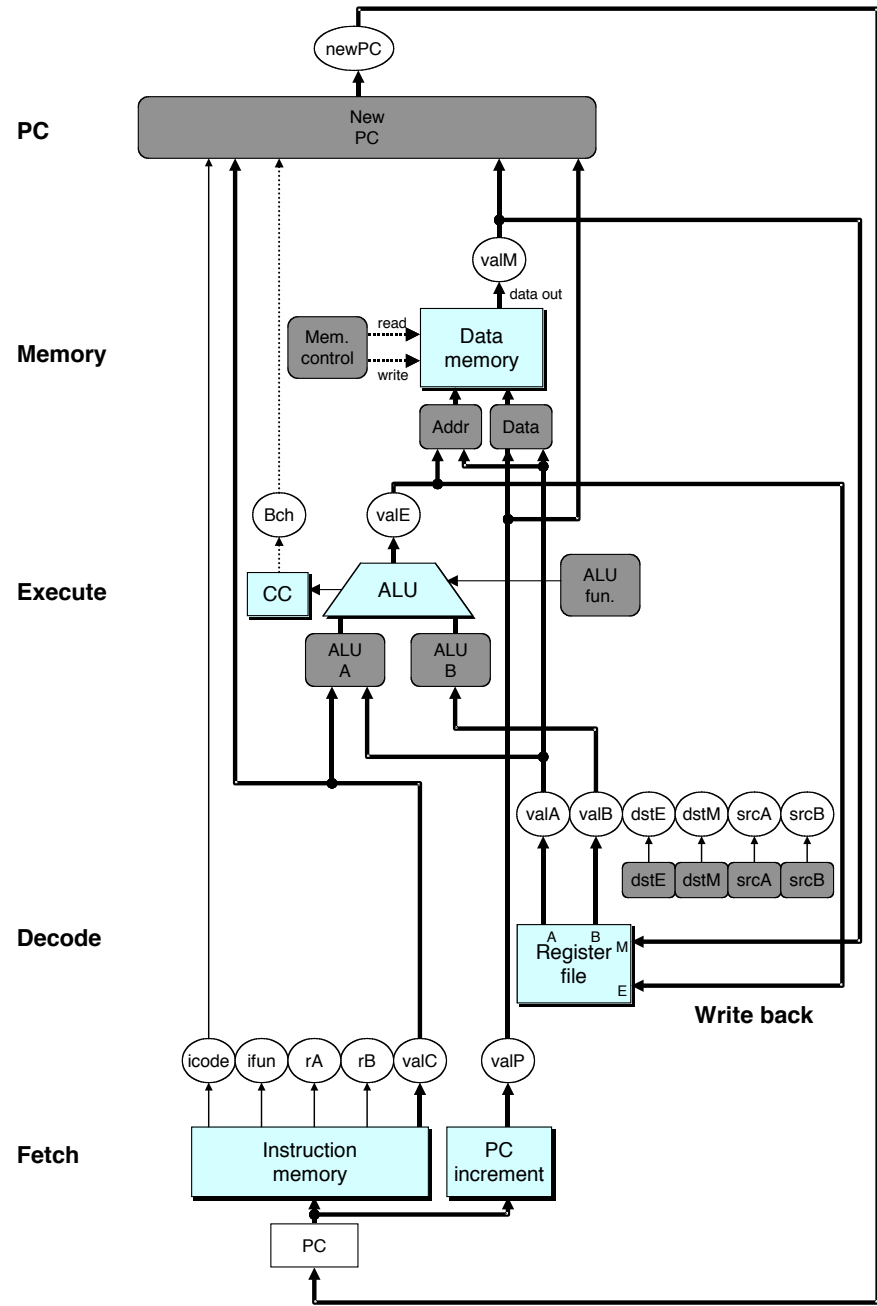 newPC
PC
New
PC
valM
data out
Memory
Mem.
control
read
write
Data
memory
Addr
Data
Bch
valE
Execute
CC
ALU
ALU
fun.
ALU
A
ALU
B
valA
valB
dstE
dstM
srcA
srcB
dstE
dstM
srcA
srcB
Decode
A
B
M
Register
file
E
Write back
icode
ifun
rA
rB
valC
valP
Fetch
Instruction
memory
PC
increment
PC